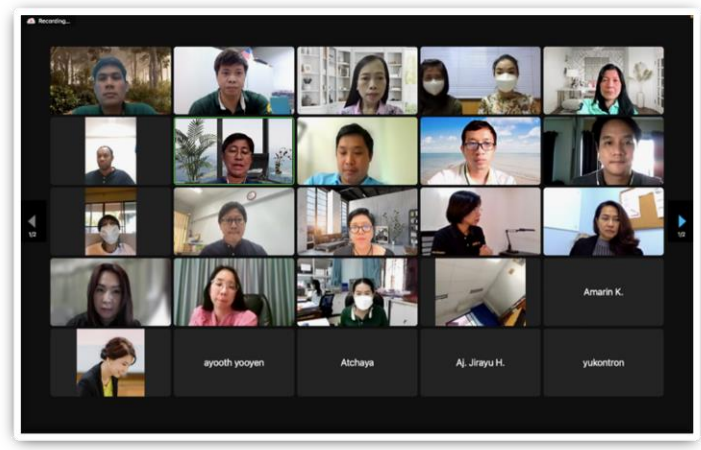 Recording...
1/2
1/2
Amarin K.
ayooth yooyen
Atchaya
Aj. Jirayu H.
yukontron